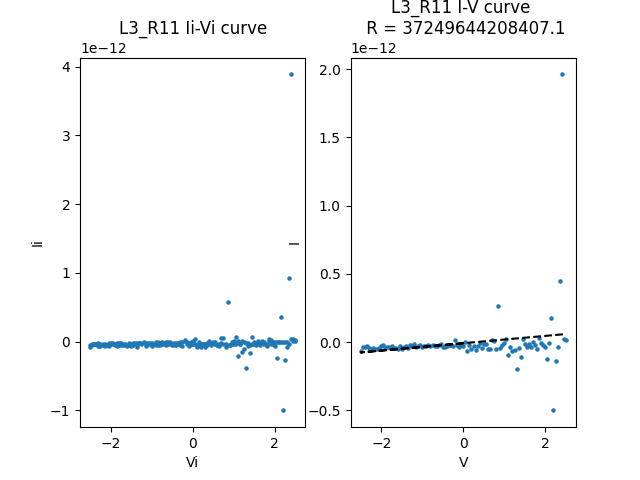 L3_R11 Ii-Vi curve
1e−12
4
3
2
1
0
−1
−2
0
2
Vi
Ii
L3_R11 I-V curve
R = 37249644208407.1
1e−12
2.0
1.5
1.0
0.5
0.0
−0.5
−2
0
2
V
I